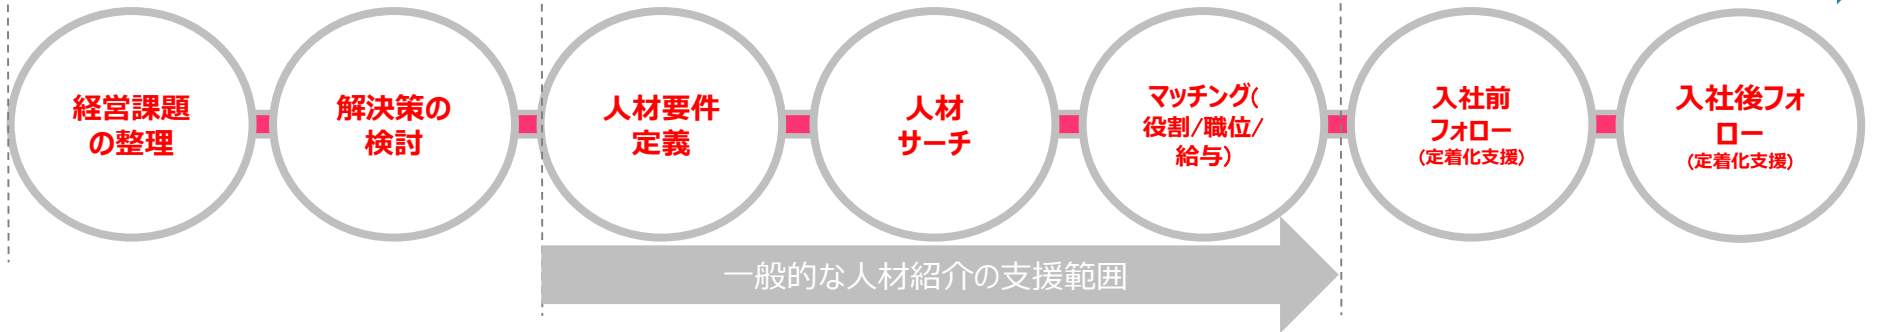 経営課題
の整理
解決策の
検討
人材要件
定義
人材
サーチ
マッチング(
役割/職位/
給与)
入社前
フォロー
(定着化支援)
入社後フォ
ロー
(定着化支援)
一般的な人材紹介の支援範囲